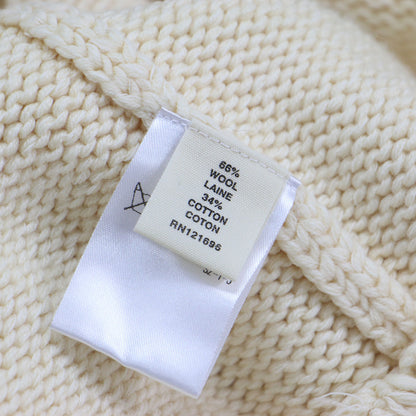 66%
WOOL
LAINE
34%
COTTON
COTON
RN121696